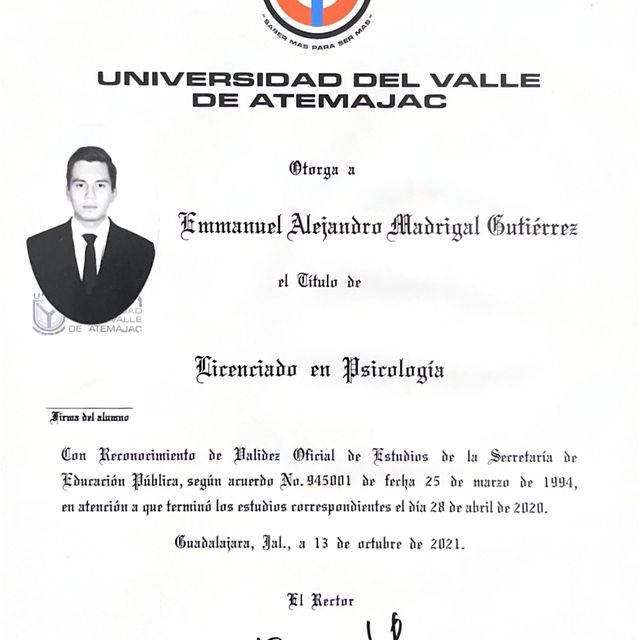 "SABER MAS PARA SER MAS"
UNIVERSIDAD DEL VALLE
DE ATEMAJAC
Otorga a
Emmanuel Alejandro Madrigal Gutiérrez
el Título de
VALLE
DE ATEMAJAC
Licenciado en Psicología
Firma del alumno
Con Reconocimiento de Validez Oficial de Estudios de la Secretaría de
Educación Pública, según acuerdo No. 945001 de fecha 25 de marzo de 1994,
en atención a que terminó los estudios correspondientes el día 28 de abril de 2020.
Guadalajara, Jal., a 13 de octubre de 2021.
El Rector